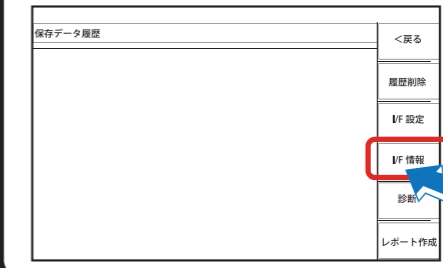 保存データ履歴
<戻る
履歴削除
I/F 設定
I/F 情報
診断
レポート作成